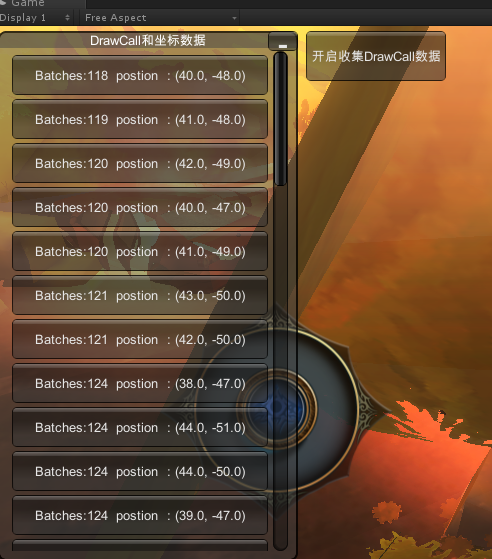 Game
Display 1 Free Aspect
DrawCall和坐标数据
开启收集DrawCall数据
Batches:118 postion : (40.0, -48.0)
Batches:119 postion : (41.0, -48.0)
Batches:120 postion : (42.0, -49.0)
Batches:120 postion : (40.0, -47.0)
Batches:120 postion : (41.0, -49.0)
Batches:121 postion : (43.0, -50.0)
Batches:121 postion : (42.0, -50.0)
Batches:124 postion : (38.0, -47.0)
Batches:124 postion : (44.0, -51.0)
Batches:124 postion : (44.0, -50.0)
Batches:124 postion : (39.0, -47.0)